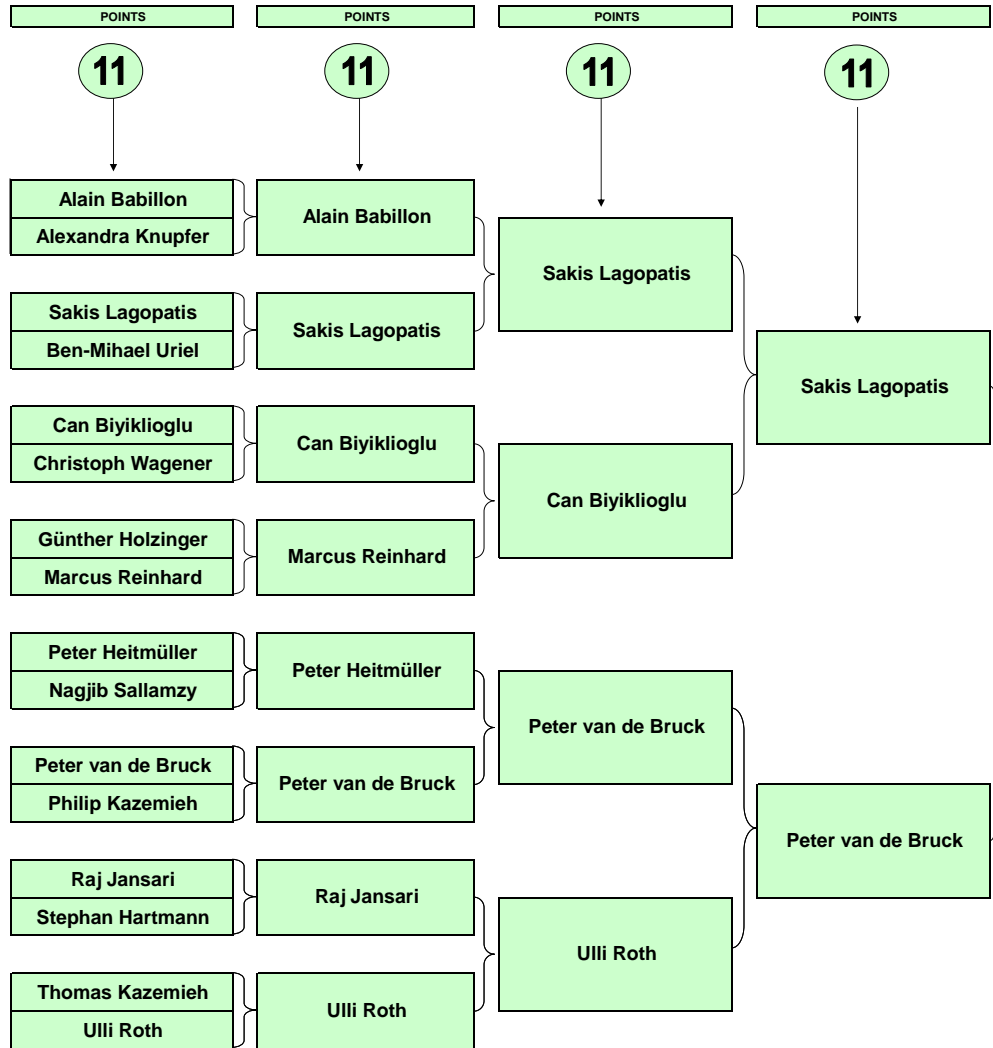 POINTS
POINTS
POINTS
POINTS
11
11
11
11
Alain Babillon
Alexandra Knupfer
Sakis Lagopatis
Ben-Mihael Uriel
Can Biyiklioglu
Christoph Wagener
Günther Holzinger
Marcus Reinhard
Peter Heitmüller
Nagjib Sallamzy
Peter van de Bruck
Philip Kazemieh
Raj Jansari
Stephan Hartmann
Thomas Kazemieh
Ulli Roth
Alain Babillon
Sakis Lagopatis
Can Biyiklioglu
Marcus Reinhard
Peter Heitmüller
Peter van de Bruck
Raj Jansari
Ulli Roth
Sakis Lagopatis
Can Biyiklioglu
Peter van de Bruck
Ulli Roth
Sakis Lagopatis
Peter van de Bruck